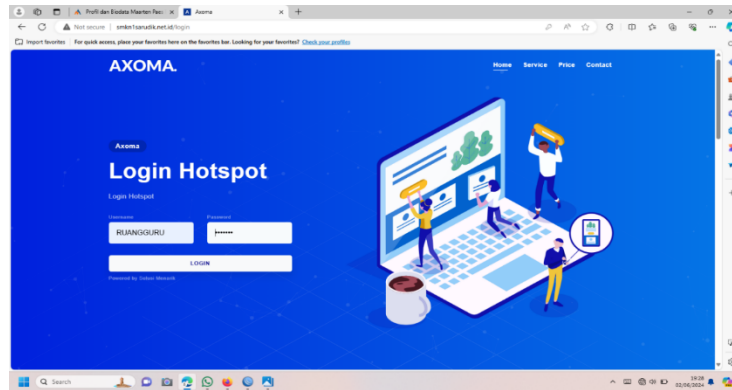 Profil dan Biodata Maarten Paes:
Axoma
Not secure
smkn1sarudik.net.id/login
Import favorites
For quick access, place your favorites here on the favorites bar. Looking for your favorites? Check your profiles
AXOMA.
Home Service Price Contact
Axoma
Login Hotspot
Login Hotspot
Username Password
RUANGGURU
LOGIN
Powered by
Search
19:28
02/06/2024